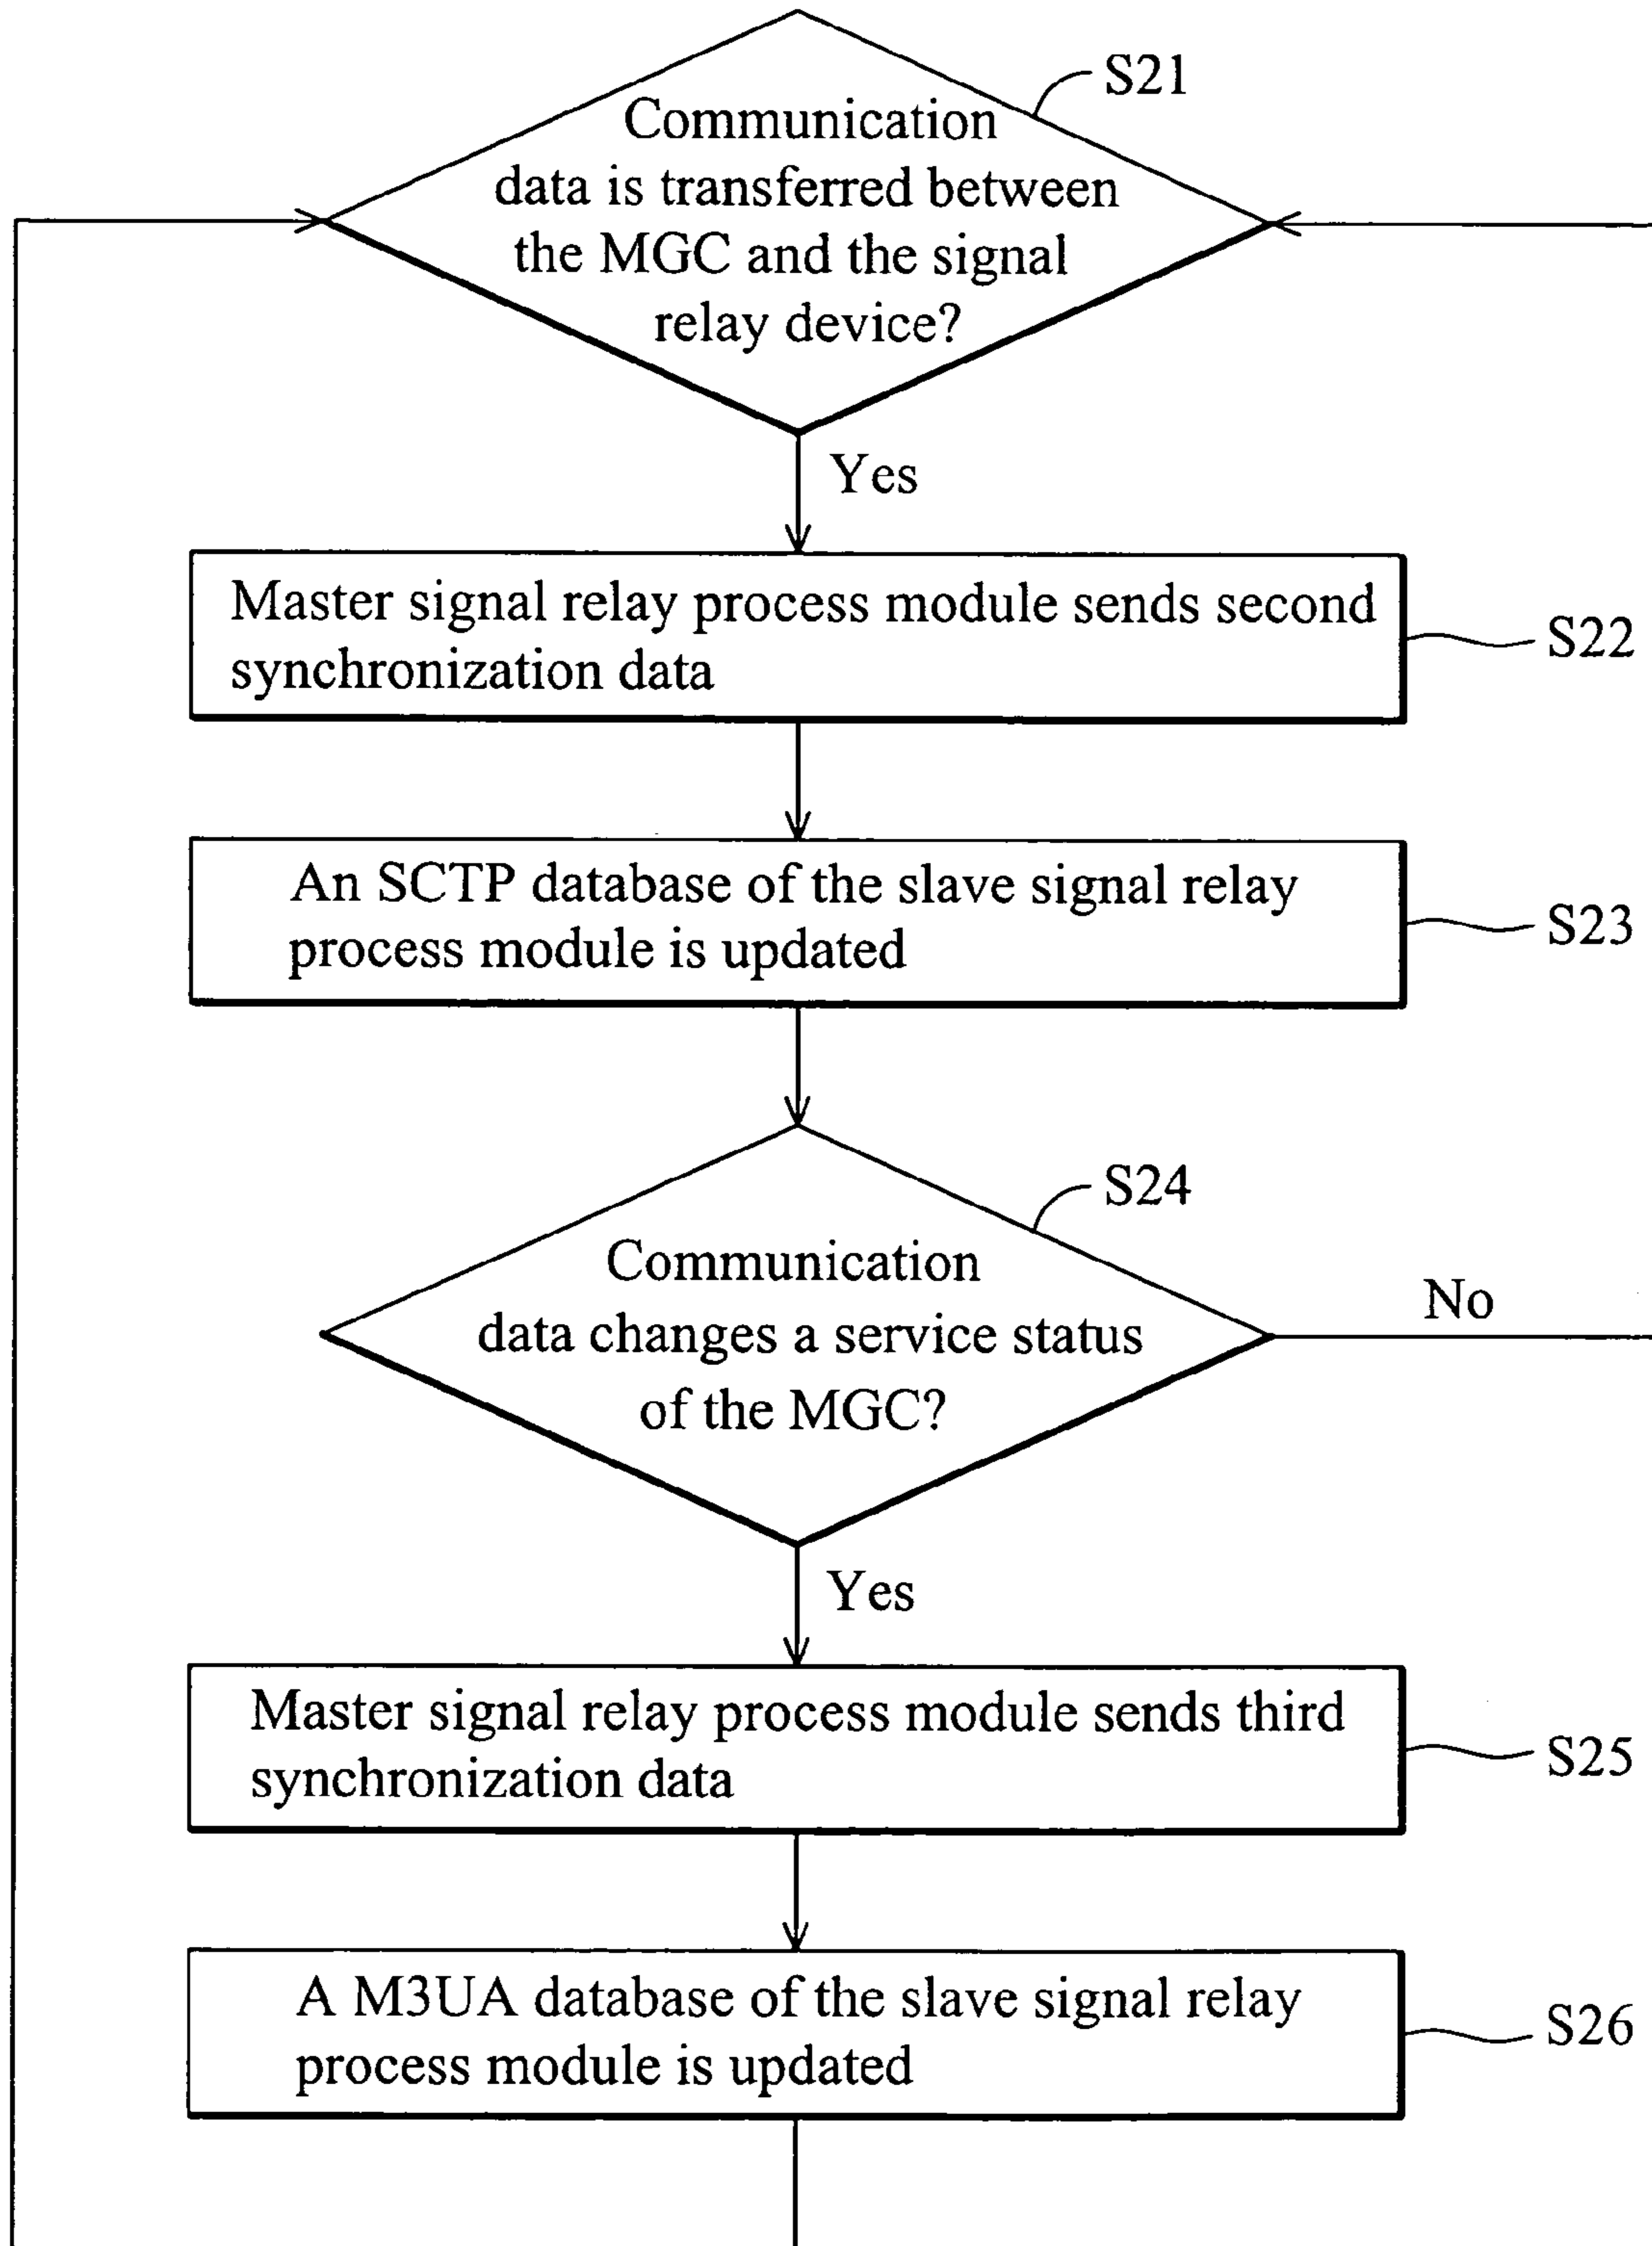 S21
Communication
data is transferred between
the MGC and the signal
relay device?
Yes
Master signal relay process module sends second
synchronization data
S22
An SCTP database of the slave signal relay
process module is updated
S23
S24
Communication
data changes a service status
of the MGC?
No
Yes
Master signal relay process module sends third
synchronization data
S25
A M3UA database of the slave signal relay
process module is updated
S26